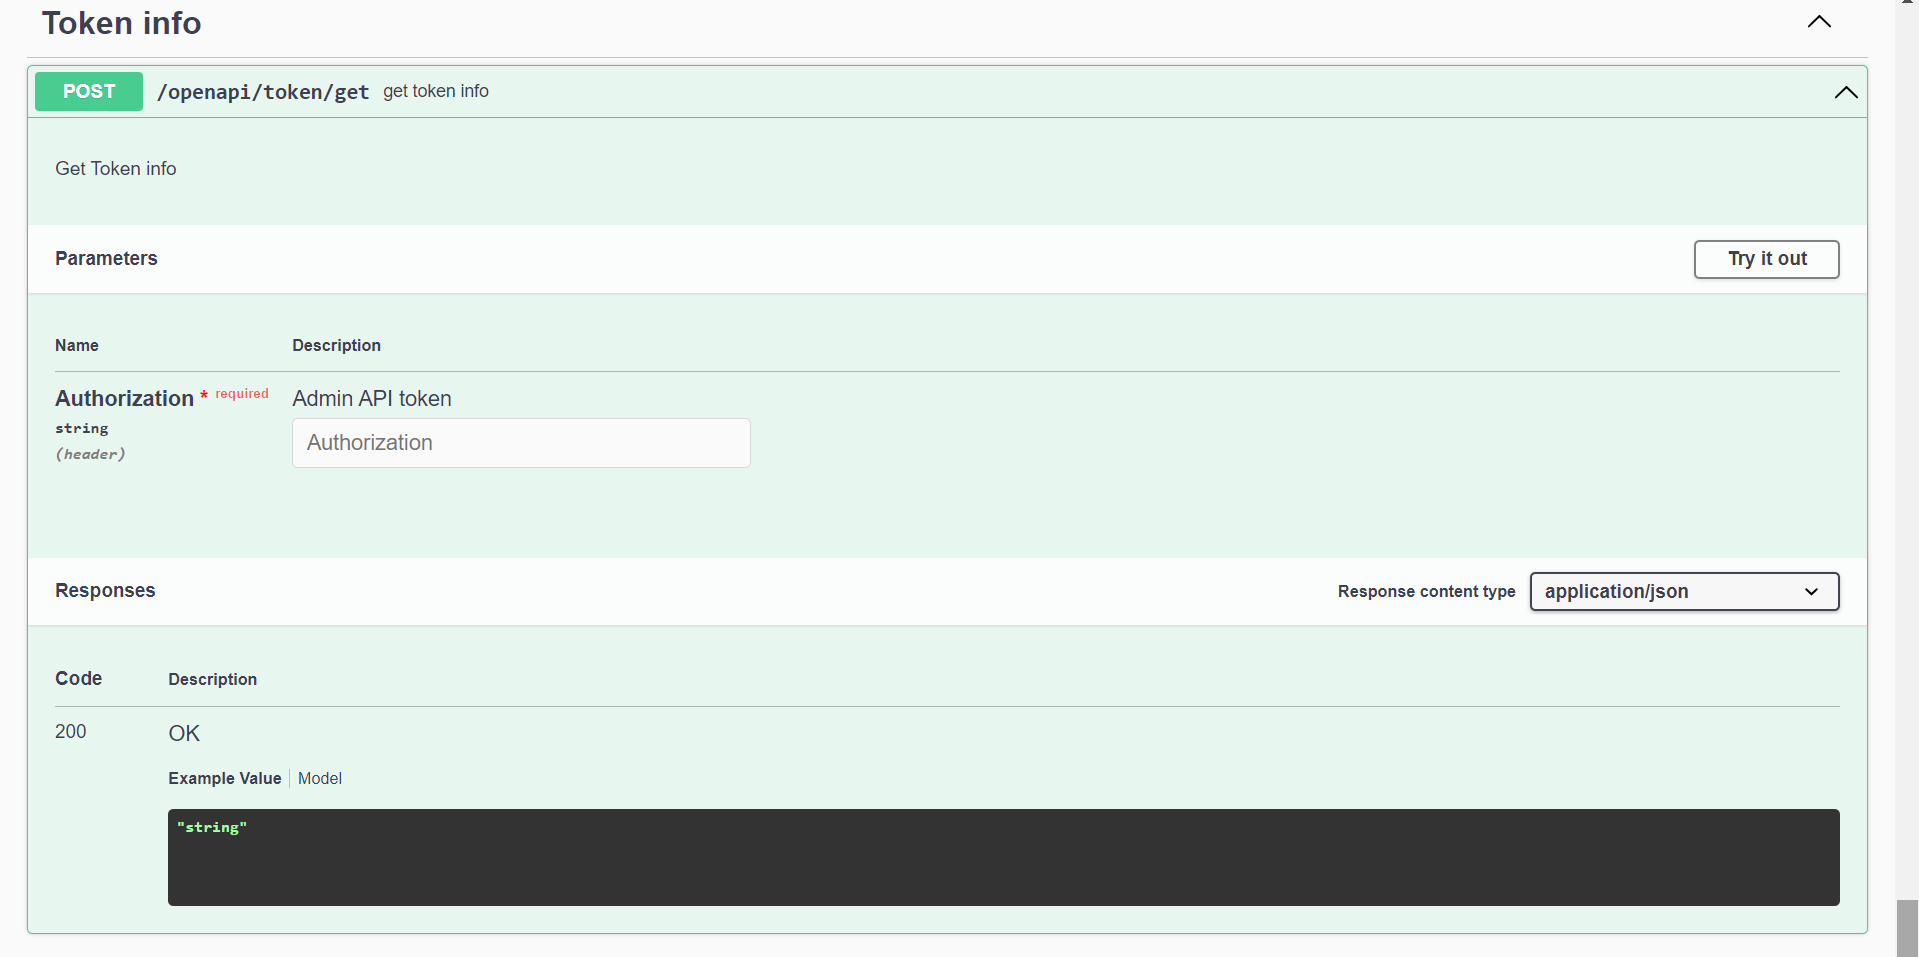 Token info
POST /openapi/token/get get token info
Get Token info
Parameters
Try it out
Name Description
Authorization * required
string
(header)
Admin API token
Authorization
Responses
Response content type application/json
Code Description
200 OK
Example Value Model
"string"